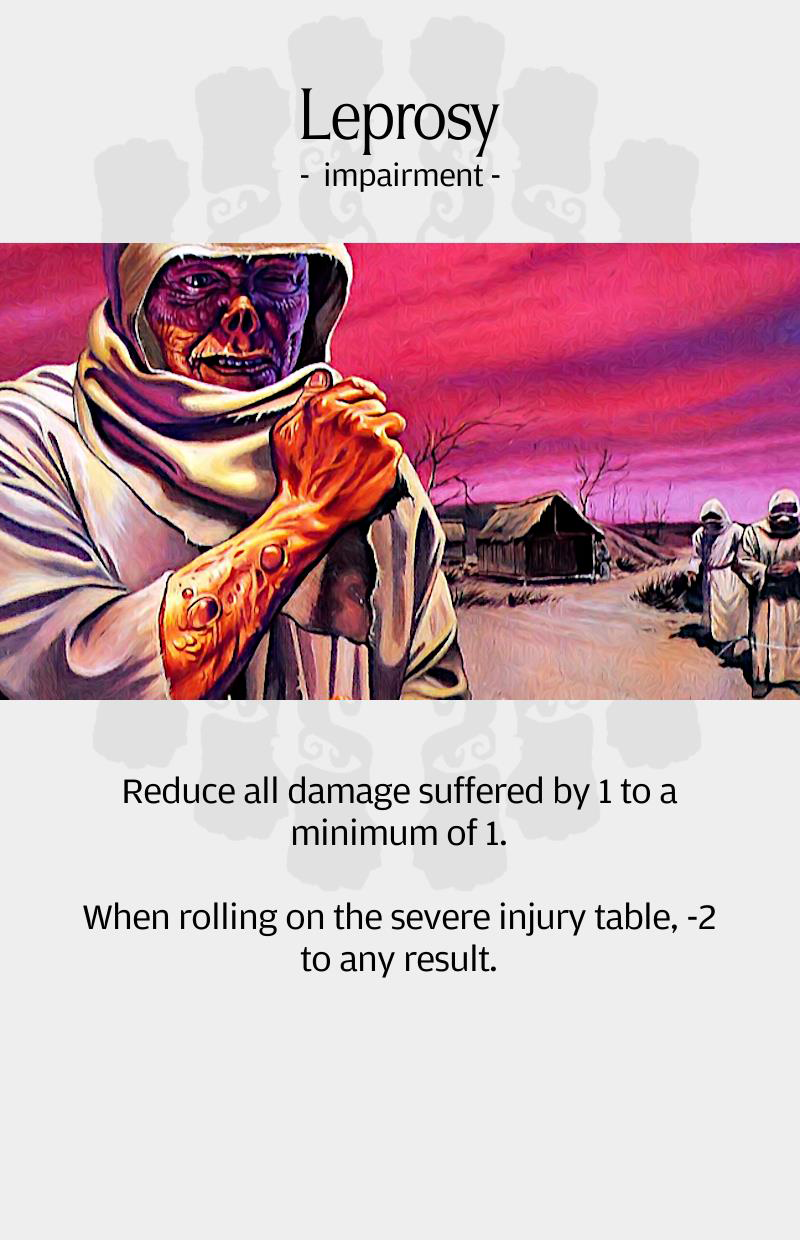 Leprosy
- impairment -
Reduce all damage suffered by 1 to a
minimum of 1.
When rolling on the severe injury table, -2
to any result.